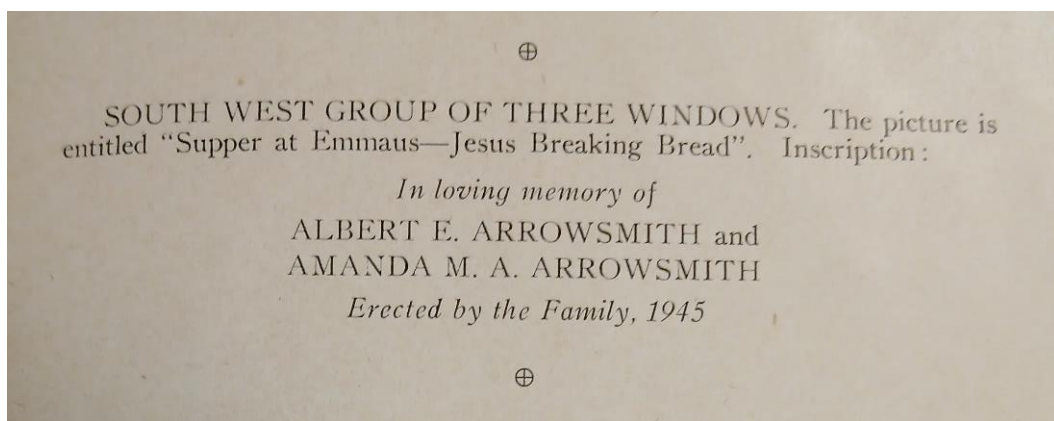 ⊕
SOUTH WEST GROUP OF THREE WINDOWS. The picture is
entitled “Supper at Emmaus—Jesus Breaking Bread”. Inscription:
In loving memory of
ALBERT E. ARROWSMITH and
AMANDA M. A. ARROWSMITH
Erected by the Family, 1945
⊕